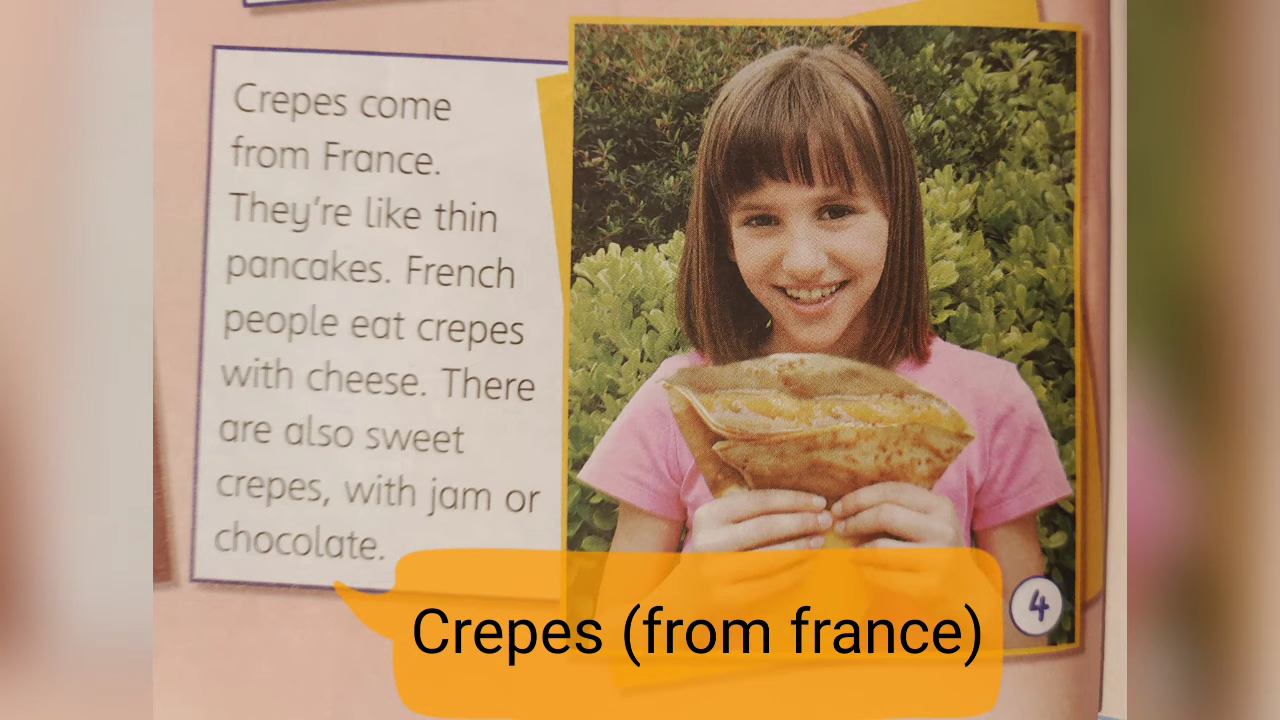 Crepes come
from France.
They're like thin
pancakes. French
people eat crepes
with cheese. There
are also sweet
crepes, with jam or
chocolate.
4
Crepes (from france)